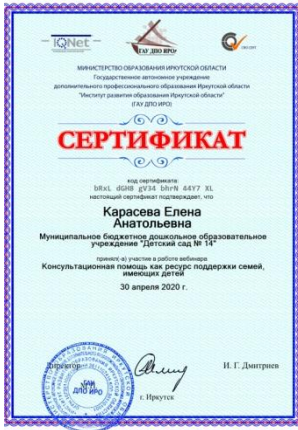 IQNet
ГАУ ДПО ИРО
МИНИСТЕРСТВО ОБРАЗОВАНИЯ ИРКУТСКОЙ ОБЛАСТИ
Государственное автономное учреждение
дополнительного профессионального образования Иркутской области
"Институт развития образования Иркутской области"
(ГАУ ДПО ИРО)
СЕРТИФИКАТ
код сертификата:
bRxL dGHB gV34 bhrN 44Y7 XL
настоящий сертификат подтверждает, что
Карасева Елена
Анатольевна
Муниципальное бюджетное дошкольное образовательное
учреждение "Детский сад № 14"
принял(-а) участие в работе вебинара
Консультационная помощь как ресурс поддержки семей,
имеющих детей
30 апреля 2020 г.
Директор
И. Г. Дмитриев
ДПО ИРО
г. Иркутск